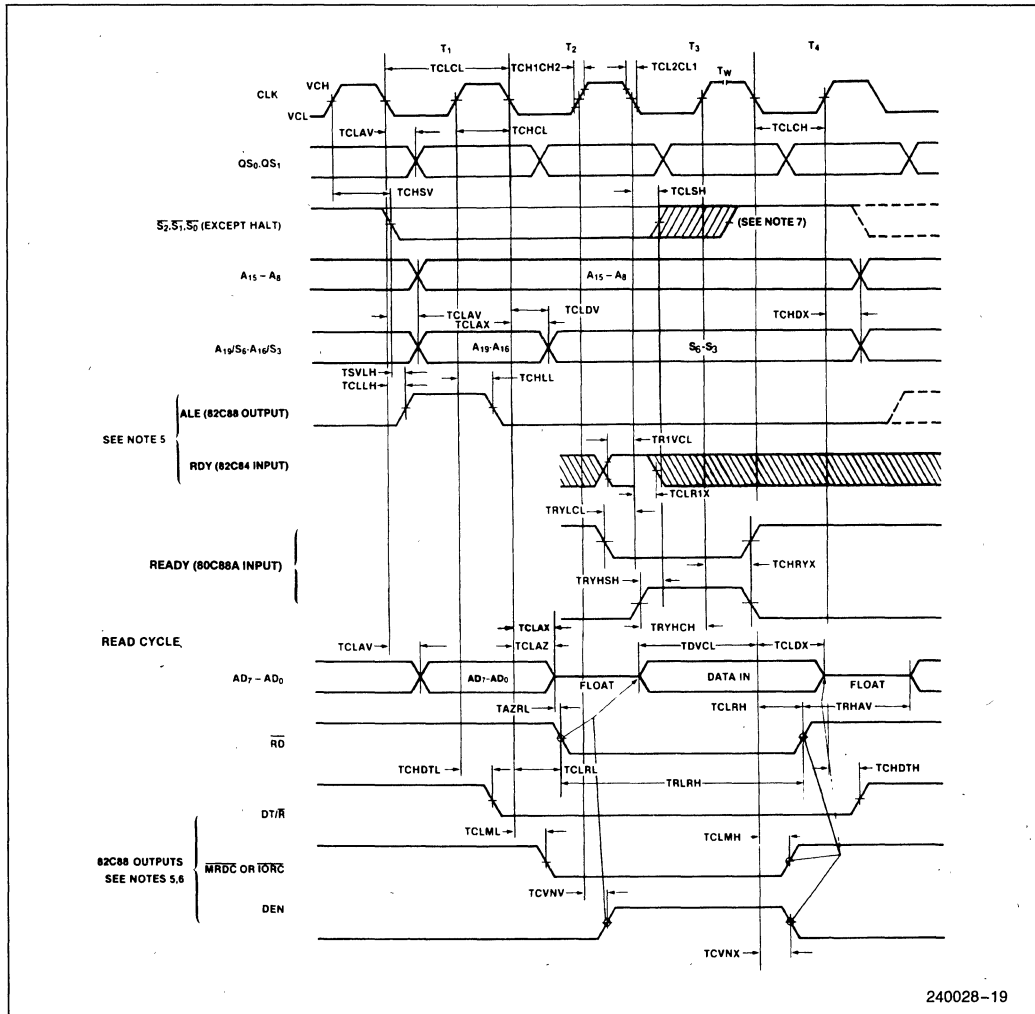 T1 T2 T3 T4
TCLCL TCH1CH2 TCL2CL1
TW
VCH
CLK
VCL
TCLCH
TCLAV TCHCL
QS0.QS1
TCHSV TCLSH
S2.S1.S0 (EXCEPT HALT) (SEE NOTE 7)
A15 – A8 A15 – A8
TCLAV TCLDV TCHDX
TCLAX
A19/S6-A16/S3 A19-A16 S6-S3
TSVLH TCHLL
TCLLH
ALE (82C88 OUTPUT)
SEE NOTE 5
TR1VCL
RDY (82C84 INPUT)
TCLR1X
TRYLCL
READY (80C88A INPUT)
TCHRYX
TRYHSH
TRYHCH
READ CYCLE
TCLAX
TCLAV TCLAZ TDVCL TCLDX
AD7 – AD0 AD7-AD0 FLOAT DATA IN FLOAT
TAZRL TCLRH TRHAV
RD
TCHDTL TCLRL TRLRH TCHDTH
DT/R
TCLML TCLMH
82C88 OUTPUTS
SEE NOTES 5,6
MRDC OR IORC
TCVNV
DEN
TCVNX
240028-19